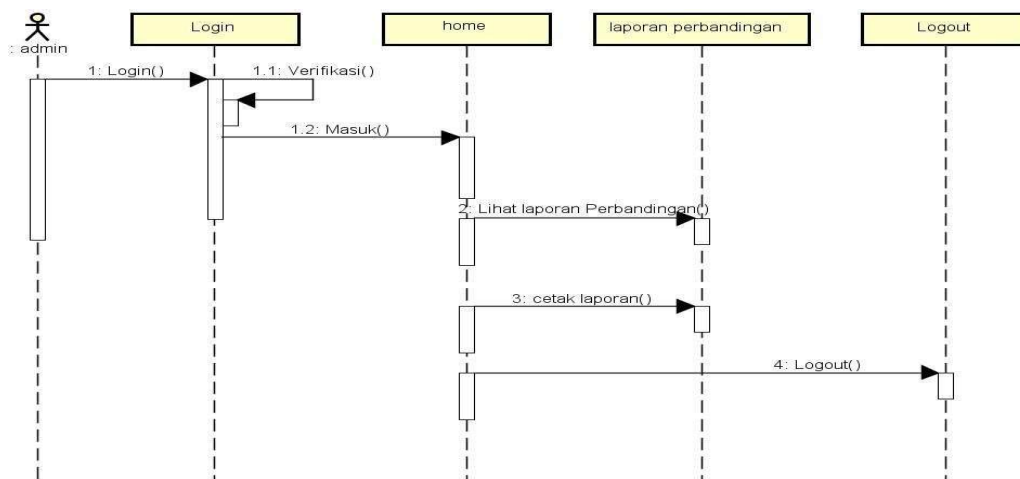 : admin
Login
home
laporan perbandingan
Logout
1: Login()
1.1: Verifikasi()
1.2: Masuk()
2: Lihat laporan Perbandingan()
3: cetak laporan()
4: Logout()